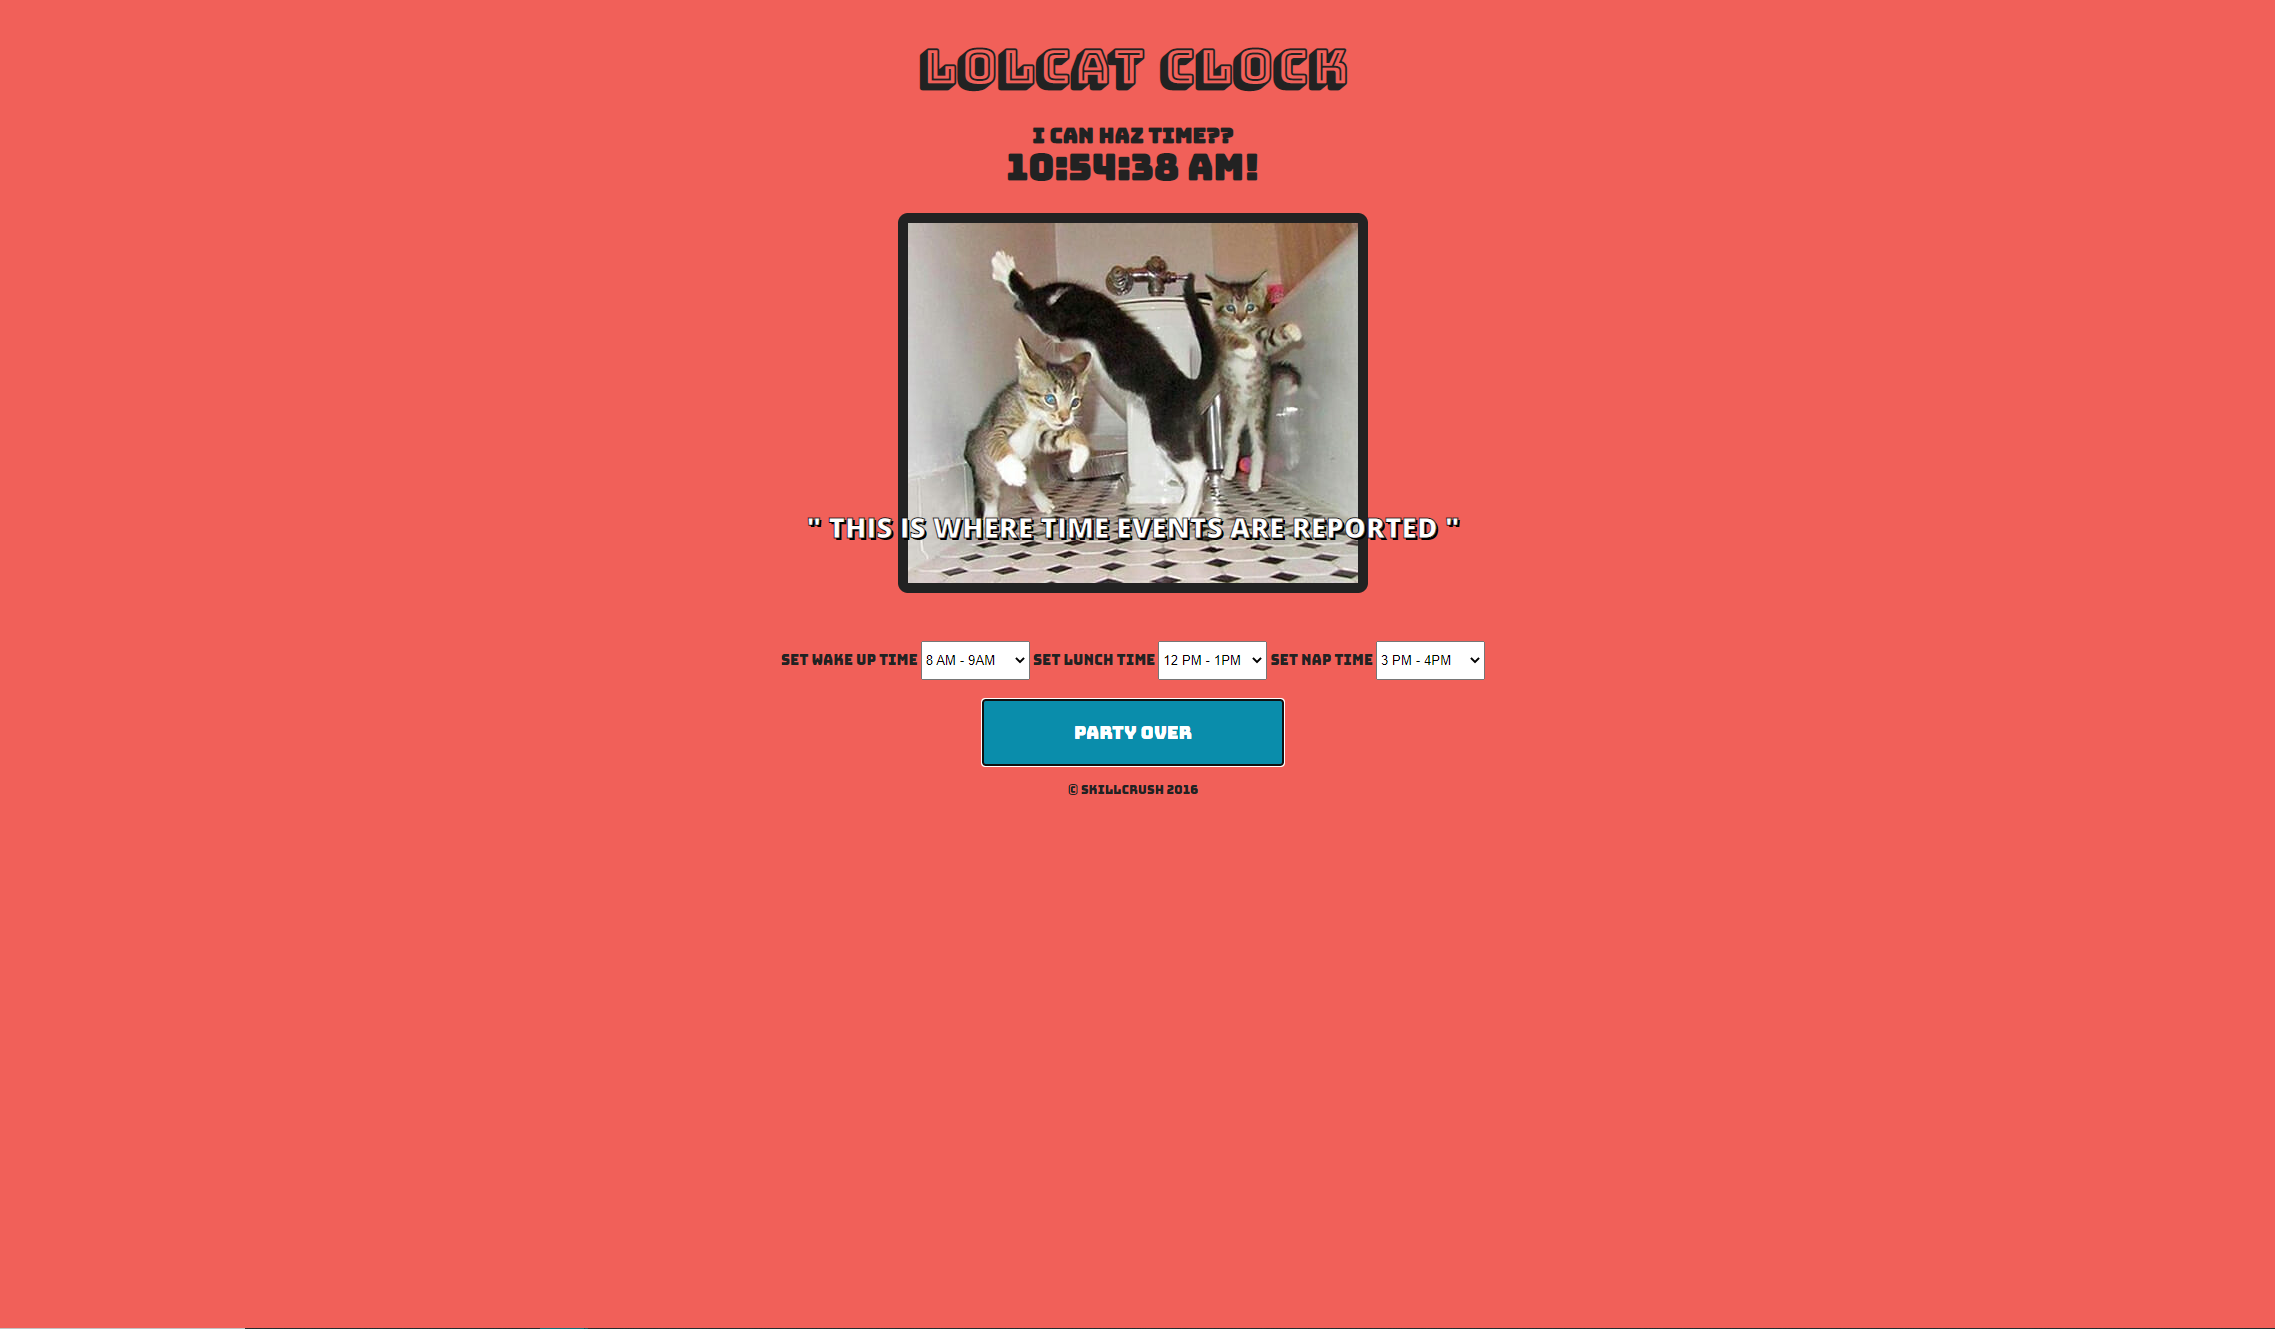 LOLCAT CLOCK
I CAN HAZ TIME??
10:54:38 AM!
" THIS IS WHERE TIME EVENTS ARE REPORTED "
SET WAKE UP TIME 8 AM - 9AM SET LUNCH TIME 12 PM - 1PM SET NAP TIME 3 PM - 4PM
PARTY OVER
© SKILLCRUSH 2016